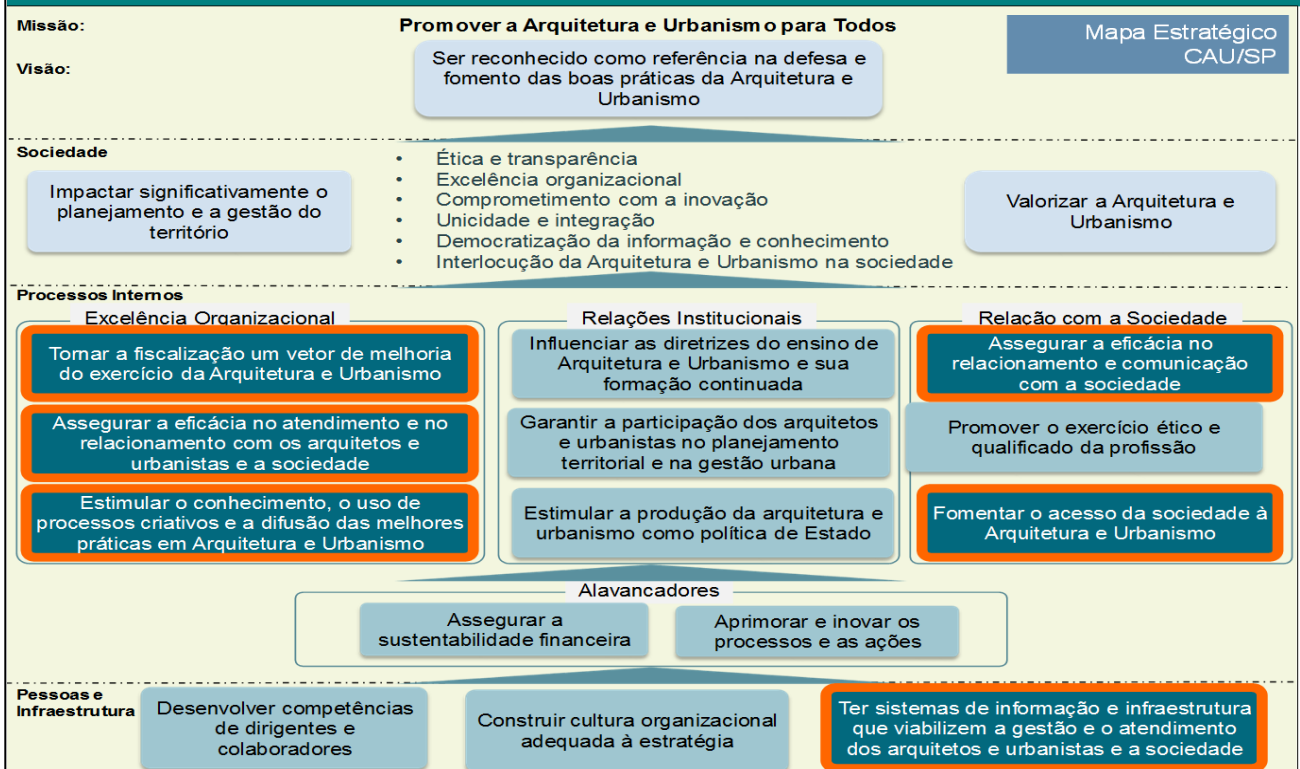 Missão:
Promover a Arquitetura e Urbanismo para Todos
Mapa Estratégico
CAU/SP
Visão:
Ser reconhecido como referência na defesa e
fomento das boas práticas da Arquitetura e
Urbanismo
Sociedade
Impactar significativamente o
planejamento e a gestão do
território
• Ética e transparência
• Excelência organizacional
• Comprometimento com a inovação
• Unicidade e integração
• Democratização da informação e conhecimento
• Interlocução da Arquitetura e Urbanismo na sociedade
Valorizar a Arquitetura e
Urbanismo
Processos Internos
Excelência Organizacional
Tornar a fiscalização um vetor de melhoria
do exercício da Arquitetura e Urbanismo
Assegurar a eficácia no atendimento e no
relacionamento com os arquitetos e
urbanistas e a sociedade
Estimular o conhecimento, o uso de
processos criativos e a difusão das melhores
práticas em Arquitetura e Urbanismo
Relações Institucionais
Influenciar as diretrizes do ensino de
Arquitetura e Urbanismo e sua
formação continuada
Garantir a participação dos arquitetos
e urbanistas no planejamento
territorial e na gestão urbana
Estimular a produção da arquitetura e
urbanismo como política de Estado
Relação com a Sociedade
Assegurar a eficácia no
relacionamento e comunicação
com a sociedade
Promover o exercício ético e
qualificado da profissão
Fomentar o acesso da sociedade à
Arquitetura e Urbanismo
Alavancadores
Assegurar a
sustentabilidade financeira
Aprimorar e inovar os
processos e as ações
Pessoas e
Infraestrutura
Desenvolver competências
de dirigentes e
colaboradores
Construir cultura organizacional
adequada à estratégia
Ter sistemas de informação e infraestrutura
que viabilizem a gestão e o atendimento
dos arquitetos e urbanistas e a sociedade